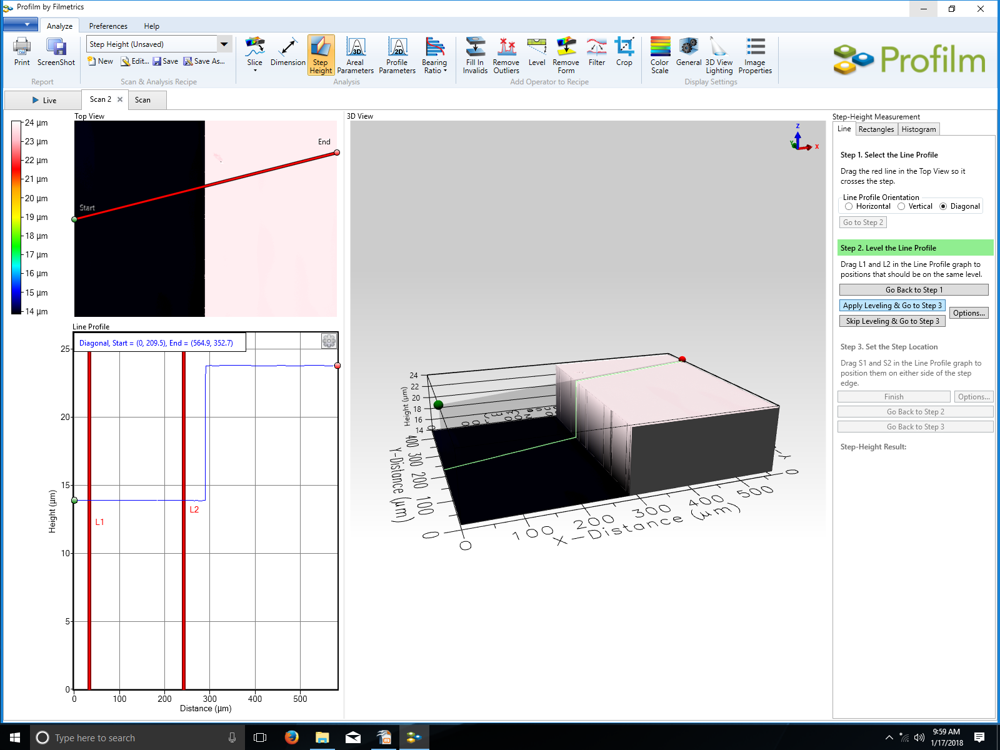 Profilm by Filmetrics
Analyze Preferences Help
Print ScreenShot
Report
Step Height (Unsaved)
New Edit... Save Save As...
Scan & Analysis Recipe
Slice Dimension Step Height Areal Parameters Profile Parameters Bearing Ratio
Analysis
Fill In Invalids Remove Outliers Level Remove Form Filter Crop
Add Operator to Recipe
Color Scale General 3D View Lighting Image Properties
Display Settings
Profilm
Live Scan 2 Scan
24 µm
23 µm
22 µm
21 µm
20 µm
19 µm
18 µm
17 µm
16 µm
15 µm
14 µm
Top View
End
Start
Line Profile
Diagonal, Start = (0, 209.5), End = (564.9, 352.7)
25
20
15
10
5
0
Height (µm)
L1
L2
0 100 200 300 400 500
Distance (µm)
3D View
Z
Y
X
24
22
20
18
16
14
Height (µm)
400
300
200
100
0
Y-Distance (µm)
0 100 200 300 400 500
X-Distance (µm)
0
Step-Height Measurement
Line Rectangles Histogram
Step 1. Select the Line Profile
Drag the red line in the Top View so it
crosses the step.
Line Profile Orientation
Horizontal Vertical Diagonal
Go to Step 2
Step 2. Level the Line Profile
Drag L1 and L2 in the Line Profile graph to
positions that should be on the same level.
Go Back to Step 1
Apply Leveling & Go to Step 3
Skip Leveling & Go to Step 3
Options...
Step 3. Set the Step Location
Drag S1 and S2 in the Line Profile graph to
position them on either side of the step
edge.
Finish Options...
Go Back to Step 2
Go Back to Step 3
Step-Height Result:
Type here to search
9:59 AM
1/17/2018